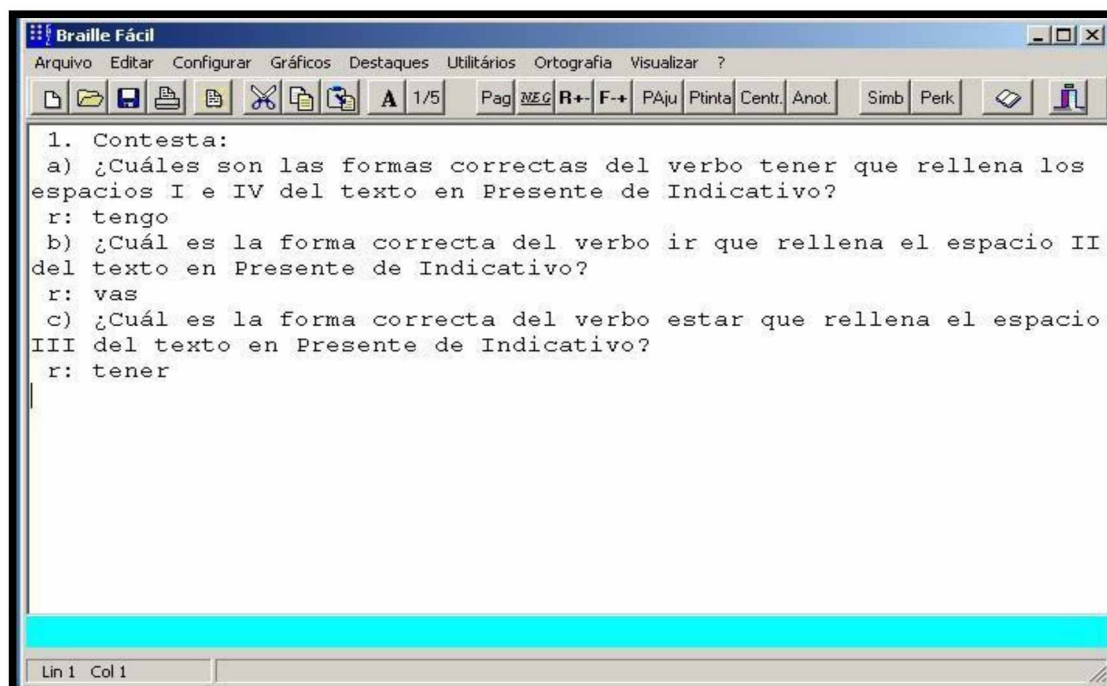 Braille Fácil
Arquivo Editar Configurar Gráficos Destaques Utilitários Ortografia Visualizar ?
A 1/5 Pag NEG R+- F-+ PAju Ptinta Centr. Anot. Simb Perk
1. Contesta:
a) ¿Cuáles son las formas correctas del verbo tener que rellena los
espacios I e IV del texto en Presente de Indicativo?
r: tengo
b) ¿Cuál es la forma correcta del verbo ir que rellena el espacio II
del texto en Presente de Indicativo?
r: vas
c) ¿Cuál es la forma correcta del verbo estar que rellena el espacio
III del texto en Presente de Indicativo?
r: tener
Lin 1 Col 1